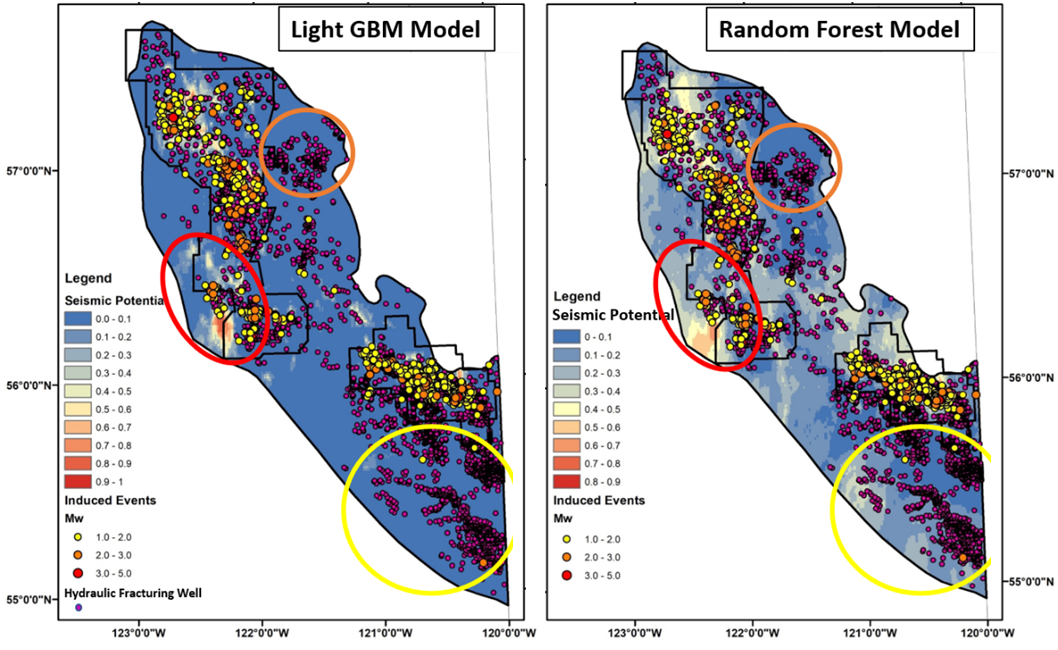 Light GBM Model
57°0'0"N
56°0'0"N
55°0'0"N
Legend
Seismic Potential
0.0 - 0.1
0.1 - 0.2
0.2 - 0.3
0.3 - 0.4
0.4 - 0.5
0.5 - 0.6
0.6 - 0.7
0.7 - 0.8
0.8 - 0.9
0.9 - 1
Induced Events
Mw
1.0 - 2.0
2.0 - 3.0
3.0 - 5.0
Hydraulic Fracturing Well
123°0'0"W
122°0'0"W
121°0'0"W
120°0'0"W
Random Forest Model
57°0'0"N
56°0'0"N
55°0'0"N
Legend
Seismic Potential
0 - 0.1
0.1 - 0.2
0.2 - 0.3
0.3 - 0.4
0.4 - 0.5
0.5 - 0.6
0.6 - 0.7
0.7 - 0.8
0.8 - 0.9
Induced Events
Mw
1.0 - 2.0
2.0 - 3.0
3.0 - 5.0
123°0'0"W
122°0'0"W
121°0'0"W
120°0'0"W